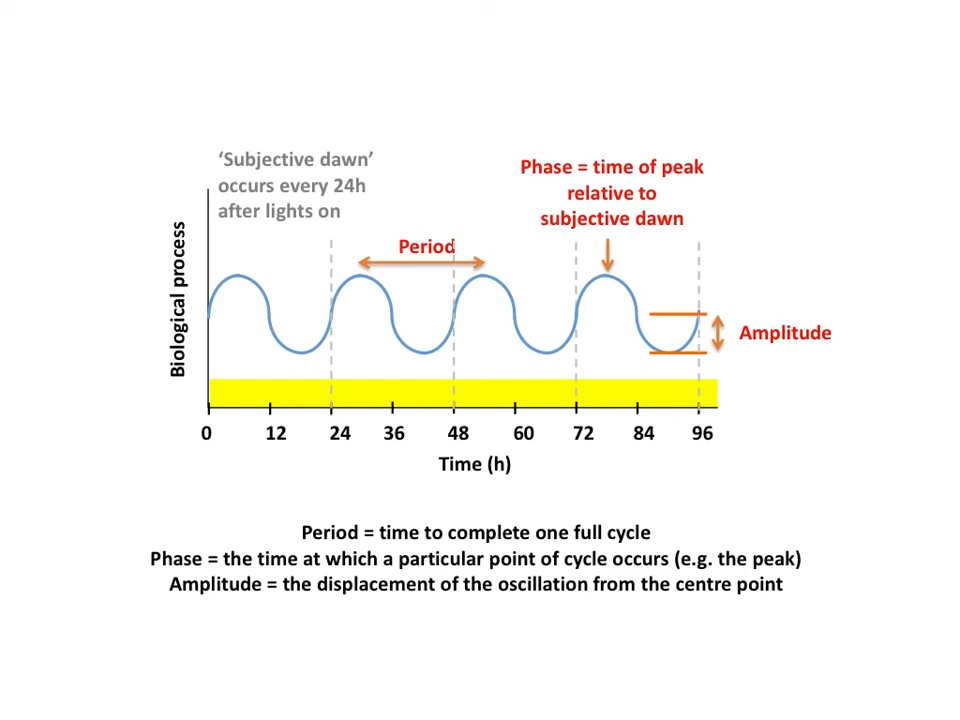 ‘Subjective dawn’
occurs every 24h
after lights on
Phase = time of peak
relative to
subjective dawn
Period
Biological process
Amplitude
0 12 24 36 48 60 72 84 96
Time (h)
Period = time to complete one full cycle
Phase = the time at which a particular point of cycle occurs (e.g. the peak)
Amplitude = the displacement of the oscillation from the centre point